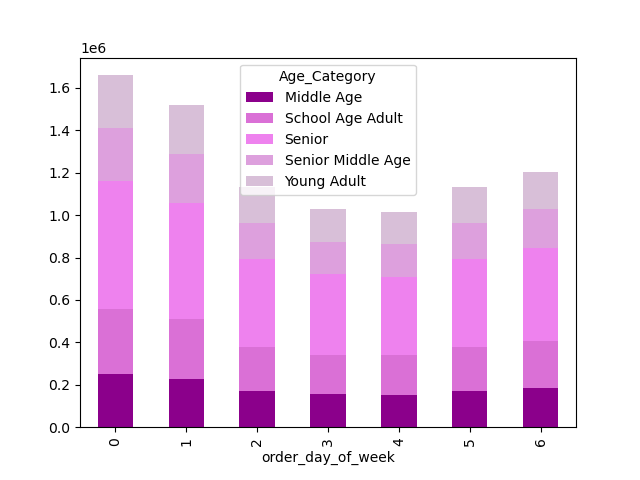 1e6
1.6
1.4
1.2
1.0
0.8
0.6
0.4
0.2
0.0
Age_Category
Middle Age
School Age Adult
Senior
Senior Middle Age
Young Adult
0 1 2 3 4 5 6
order_day_of_week